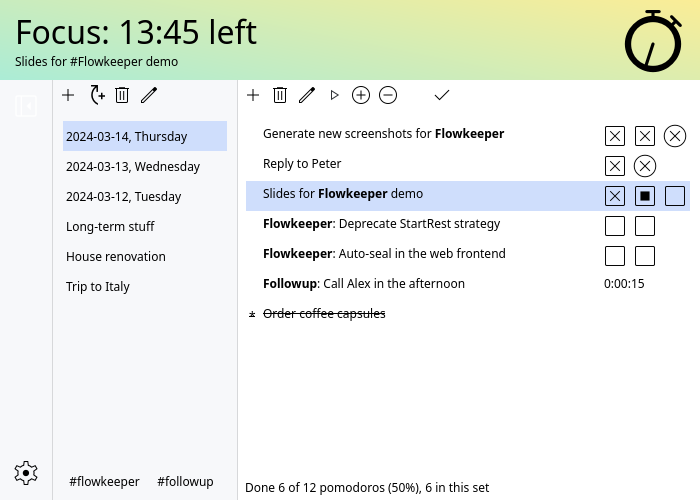 Focus: 13:45 left
Slides for #Flowkeeper demo
2024-03-14, Thursday
2024-03-13, Wednesday
2024-03-12, Tuesday
Long-term stuff
House renovation
Trip to Italy
#flowkeeper #followup
Generate new screenshots for Flowkeeper
Reply to Peter
Slides for Flowkeeper demo
Flowkeeper: Deprecate StartRest strategy
Flowkeeper: Auto-seal in the web frontend
Followup: Call Alex in the afternoon 0:00:15
Order coffee capsules
Done 6 of 12 pomodoros (50%), 6 in this set